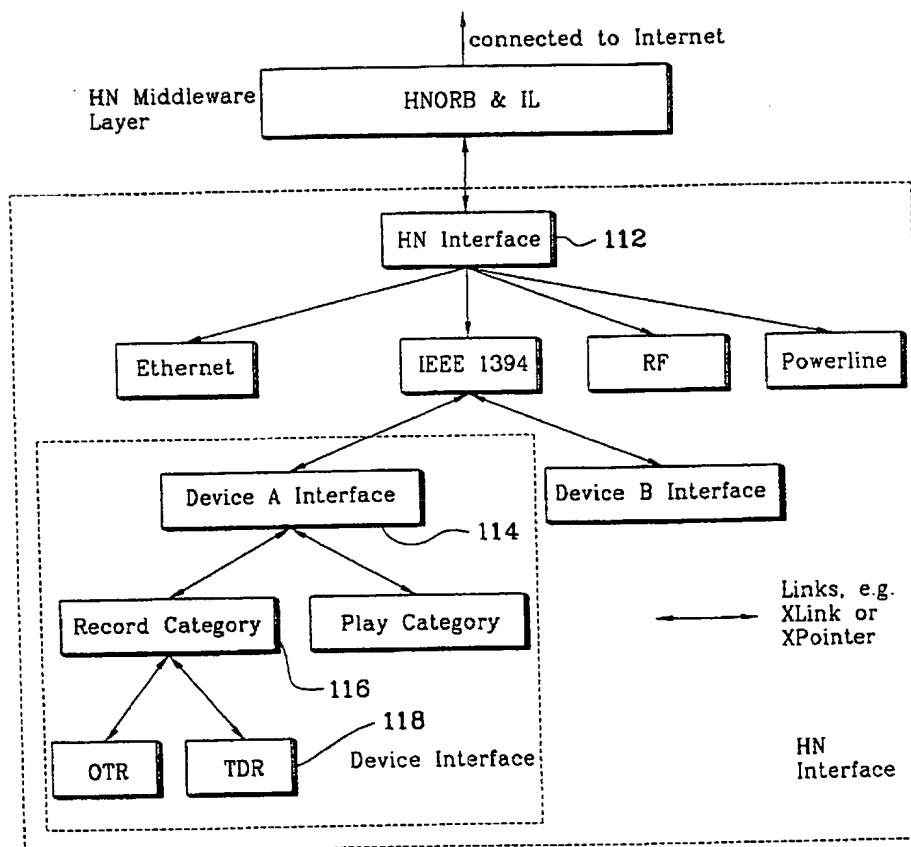 connected to Internet
HN Middleware
Layer
HNORB & IL
HN Interface
112
Ethernet
IEEE 1394
RF
Powerline
Device A Interface
Device B Interface
114
Record Category
Play Category
Links, e.g.
XLink or
XPointer
116
118
OTR
TDR
Device Interface
HN
Interface